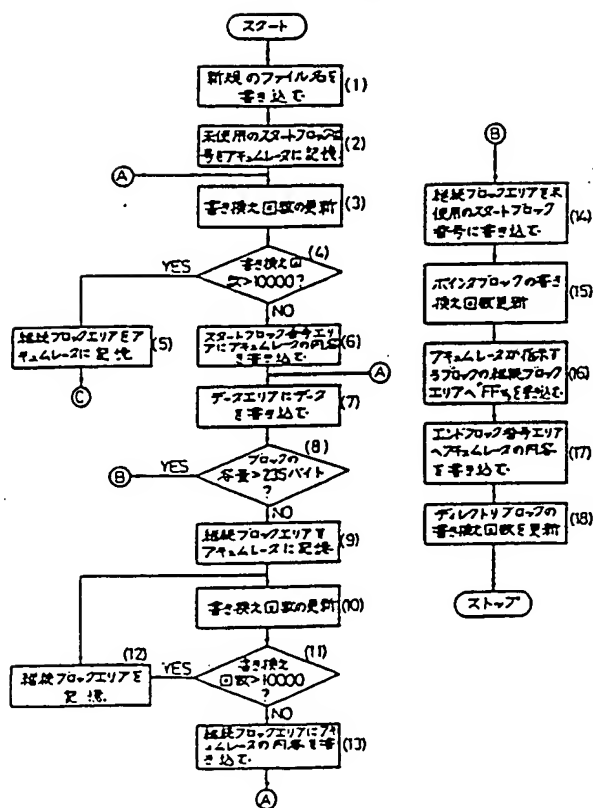 スタート
新規のファイル名を
書き込む
(1)
未使用のスタートブロック番
号をアキュムレータに記憶
(2)
A
書き換え回数の更新
(3)
(4)
書き換え回
数>10000?
YES
NO
継続ブロックエリアをア
キュムレータに記憶
(5)
C
スタートブロック番号エリ
アにアキュムレータの内容
を書き込む
(6)
A
データエリアにデータ
を書き込む
(7)
(8)
ブロックの
容量>235バイト
?
YES
B
NO
継続ブロックエリアを
アキュムレータに記憶
(9)
書き換え回数の更新
(10)
(11)
書き換え
回数>10000
?
YES
(12)
継続ブロックエリアを
記憶
NO
継続ブロックエリアにアキ
ュムレータの内容を書
き込む
(13)
A
B
継続ブロックエリアを未
使用のスタートブロック
番号に書き込む
(14)
ポインタブロックの書き
換え回数更新
(15)
アキュムレータが指示す
るブロックの継続ブロック
エリアへ"FF"を書き込む
(16)
エンドブロック番号エリア
へアキュムレータの内容
を書き込む
(17)
ディレクトリブロックの
書き換え回数を更新
(18)
ストップ